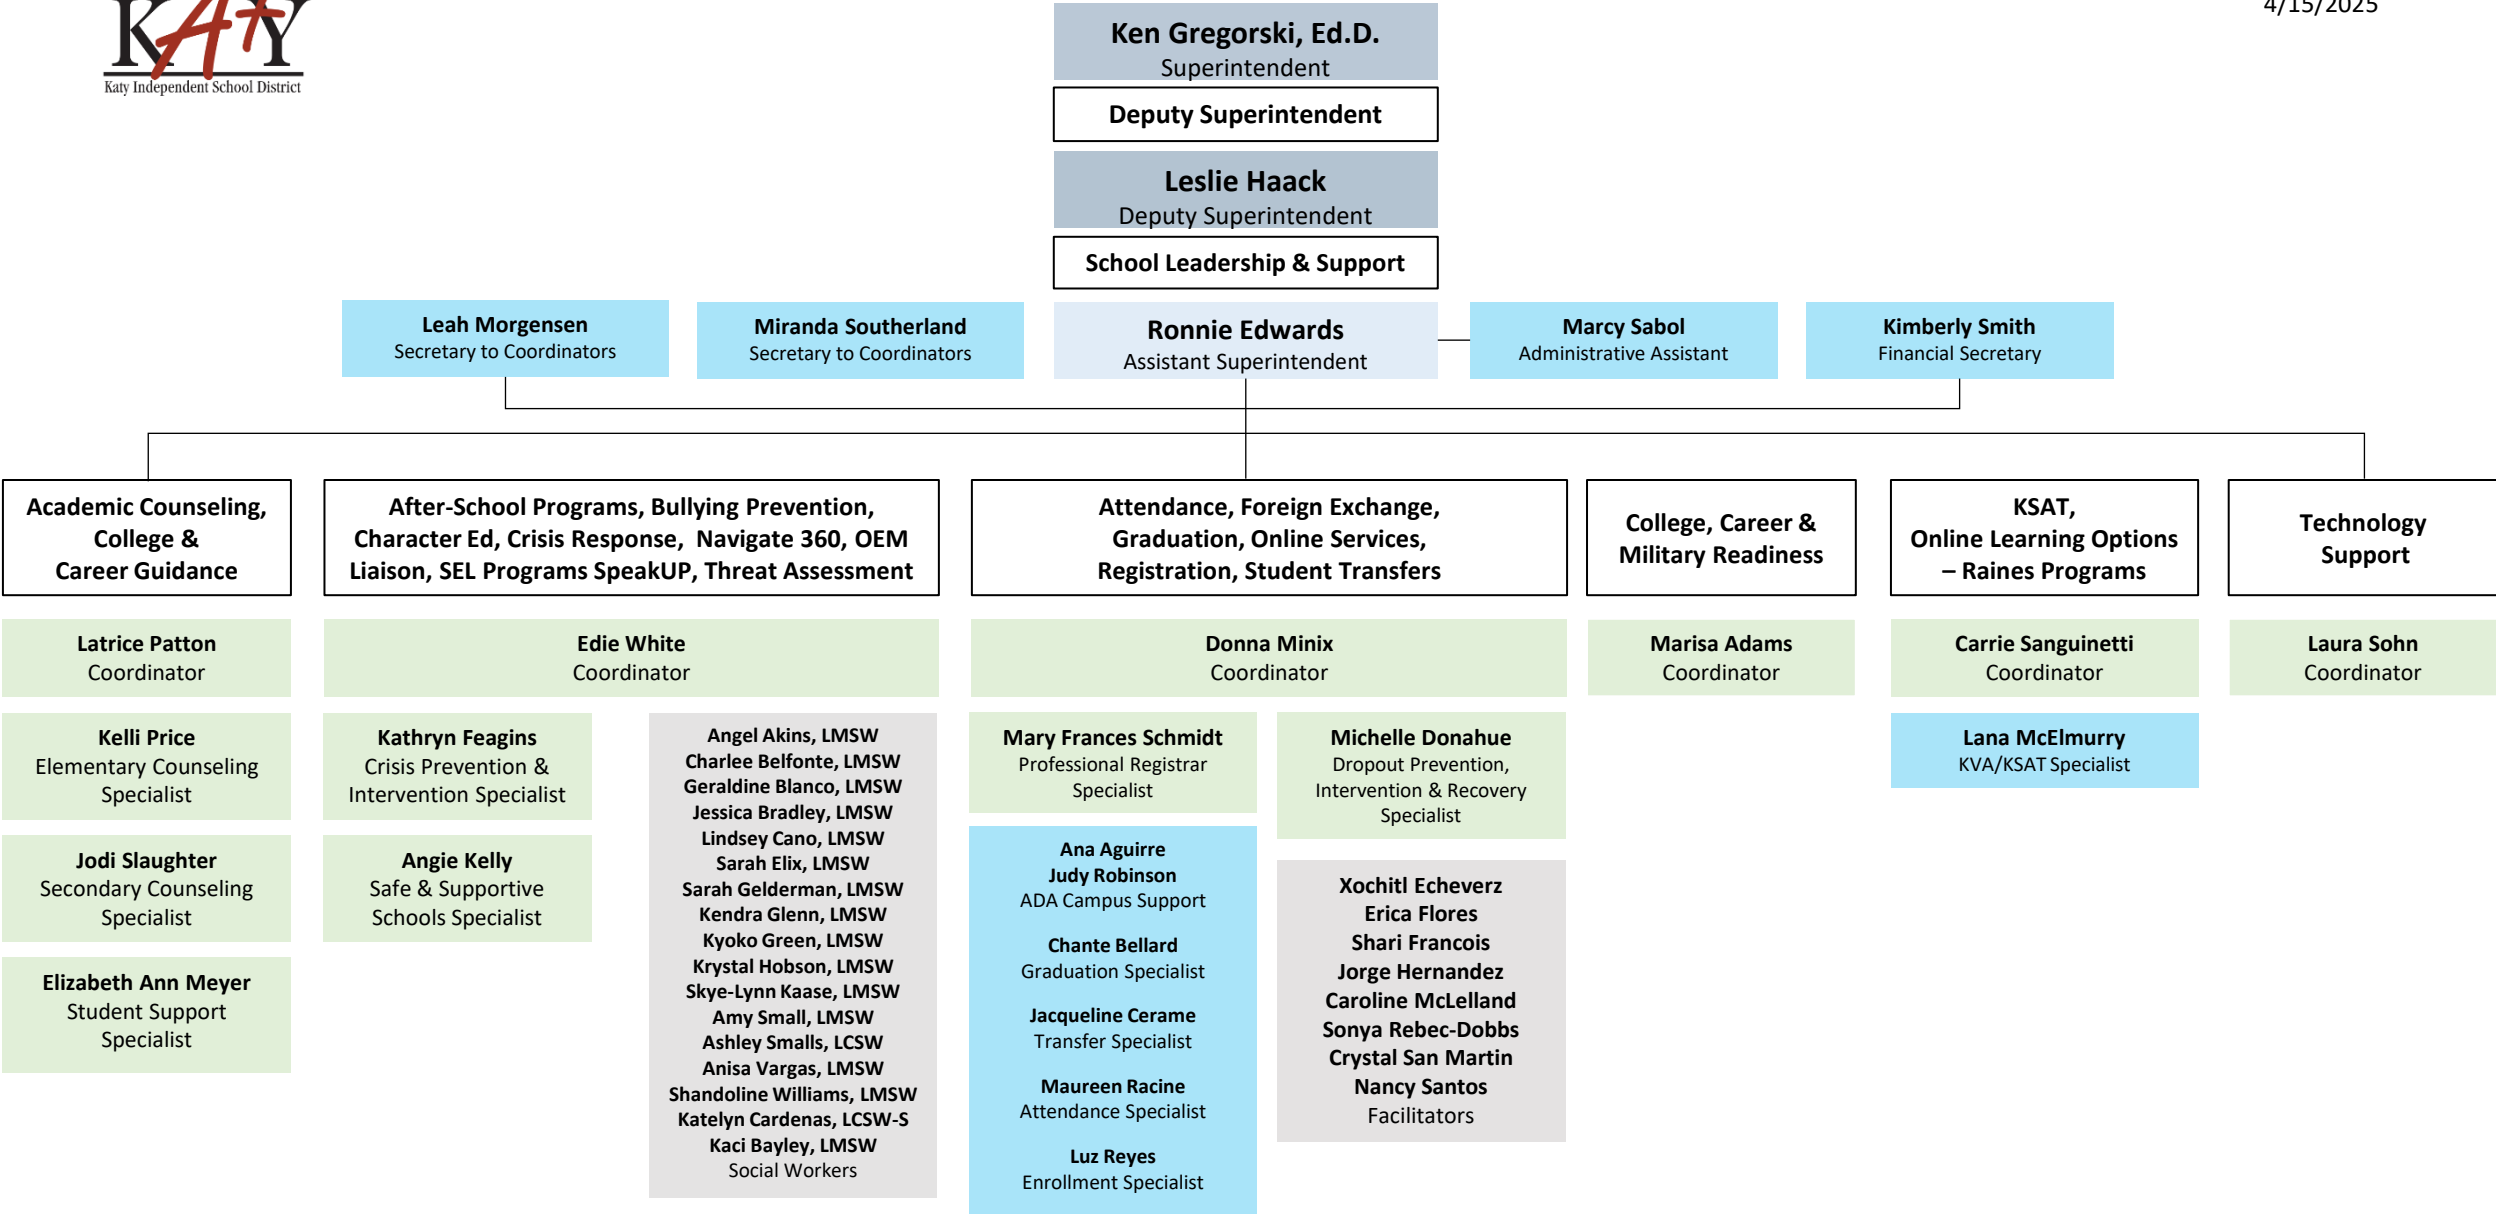 KATY
Katy Independent School District
4/15/2025
Ken Gregorski, Ed.D.
Superintendent
Deputy Superintendent
Leslie Haack
Deputy Superintendent
School Leadership & Support
Leah Morgensen
Secretary to Coordinators
Miranda Southerland
Secretary to Coordinators
Ronnie Edwards
Assistant Superintendent
Marcy Sabol
Administrative Assistant
Kimberly Smith
Financial Secretary
Academic Counseling,
College &
Career Guidance
After-School Programs, Bullying Prevention,
Character Ed, Crisis Response, Navigate 360, OEM
Liaison, SEL Programs SpeakUP, Threat Assessment
Attendance, Foreign Exchange,
Graduation, Online Services,
Registration, Student Transfers
College, Career &
Military Readiness
KSAT,
Online Learning Options
– Raines Programs
Technology
Support
Latrice Patton
Coordinator
Edie White
Coordinator
Donna Minix
Coordinator
Marisa Adams
Coordinator
Carrie Sanguinetti
Coordinator
Laura Sohn
Coordinator
Kelli Price
Elementary Counseling
Specialist
Jodi Slaughter
Secondary Counseling
Specialist
Elizabeth Ann Meyer
Student Support
Specialist
Kathryn Feagins
Crisis Prevention &
Intervention Specialist
Angie Kelly
Safe & Supportive
Schools Specialist
Angel Akins, LMSW
Charlee Belfonte, LMSW
Geraldine Blanco, LMSW
Jessica Bradley, LMSW
Lindsey Cano, LMSW
Sarah Elix, LMSW
Sarah Gelderman, LMSW
Kendra Glenn, LMSW
Kyoko Green, LMSW
Krystal Hobson, LMSW
Skye-Lynn Kaase, LMSW
Amy Small, LMSW
Ashley Smalls, LCSW
Anisa Vargas, LMSW
Shandoline Williams, LMSW
Katelyn Cardenas, LCSW-S
Kaci Bayley, LMSW
Social Workers
Mary Frances Schmidt
Professional Registrar
Specialist
Ana Aguirre
Judy Robinson
ADA Campus Support
Chante Bellard
Graduation Specialist
Jacqueline Cerame
Transfer Specialist
Maureen Racine
Attendance Specialist
Luz Reyes
Enrollment Specialist
Michelle Donahue
Dropout Prevention,
Intervention & Recovery
Specialist
Xochitl Echeverz
Erica Flores
Shari Francois
Jorge Hernandez
Caroline McLelland
Sonya Rebec-Dobbs
Crystal San Martin
Nancy Santos
Facilitators
Lana McElmurry
KVA/KSAT Specialist